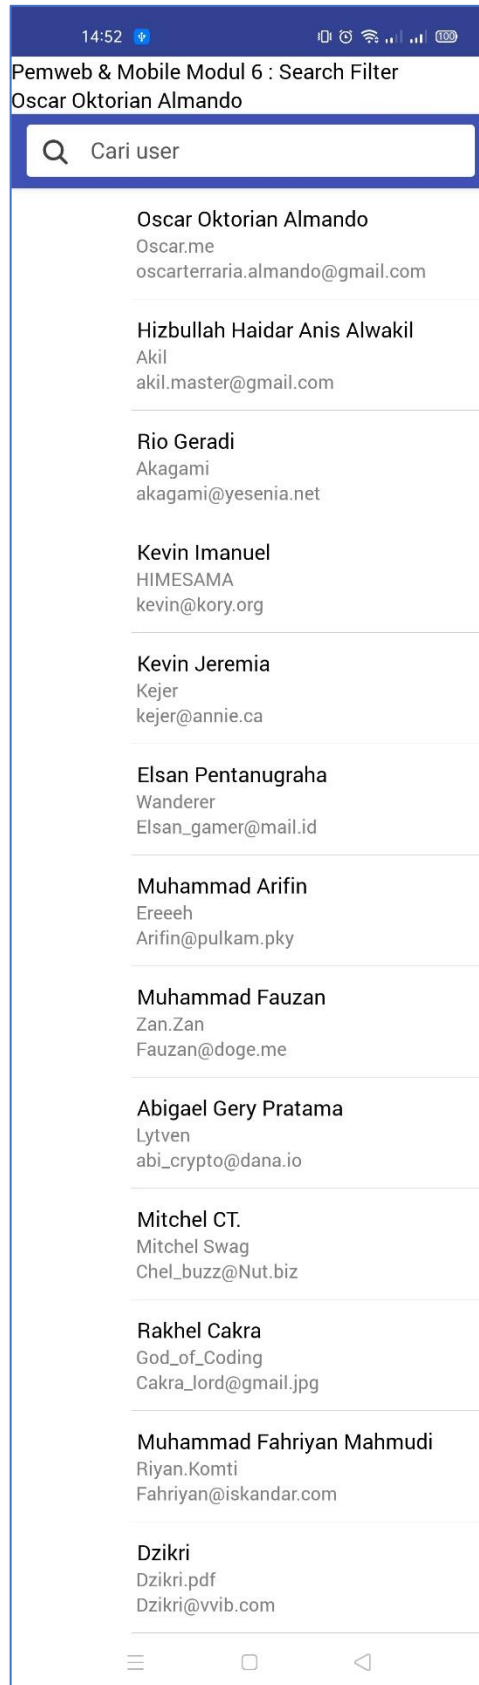 14:52
100
Pemweb & Mobile Modul 6 : Search Filter
Oscar Oktorian Almando
Cari user
Oscar Oktorian Almando
Oscar.me
oscarterraria.almando@gmail.com
Hizbullah Haidar Anis Alwakil
Akil
akil.master@gmail.com
Rio Geradi
Akagami
akagami@yesenia.net
Kevin Imanuel
HIMESAMA
kevin@kory.org
Kevin Jeremia
Kejer
kejer@annie.ca
Elsan Pentanugraha
Wanderer
Elsan_gamer@mail.id
Muhammad Arifin
Ereeeh
Arifin@pulkam.pky
Muhammad Fauzan
Zan.Zan
Fauzan@doge.me
Abigael Gery Pratama
Lytven
abi_crypto@dana.io
Mitchel CT.
Mitchel Swag
Chel_buzz@Nut.biz
Rakhel Cakra
God_of_Coding
Cakra_lord@gmail.jpg
Muhammad Fahriyan Mahmudi
Riyan.Komti
Fahriyan@iskandar.com
Dzikri
Dzikri.pdf
Dzikri@vvib.com